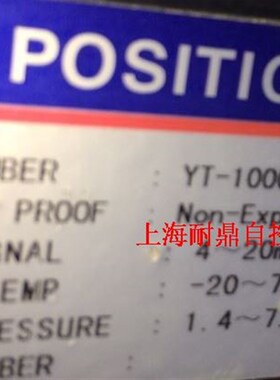 POSITIO
BER : YT-1000
PROOF : Non-Exp
上海耐鼎自控
NAL : 4~20m
EMP : -20~7
ESSURE : 1.4~7
BER :